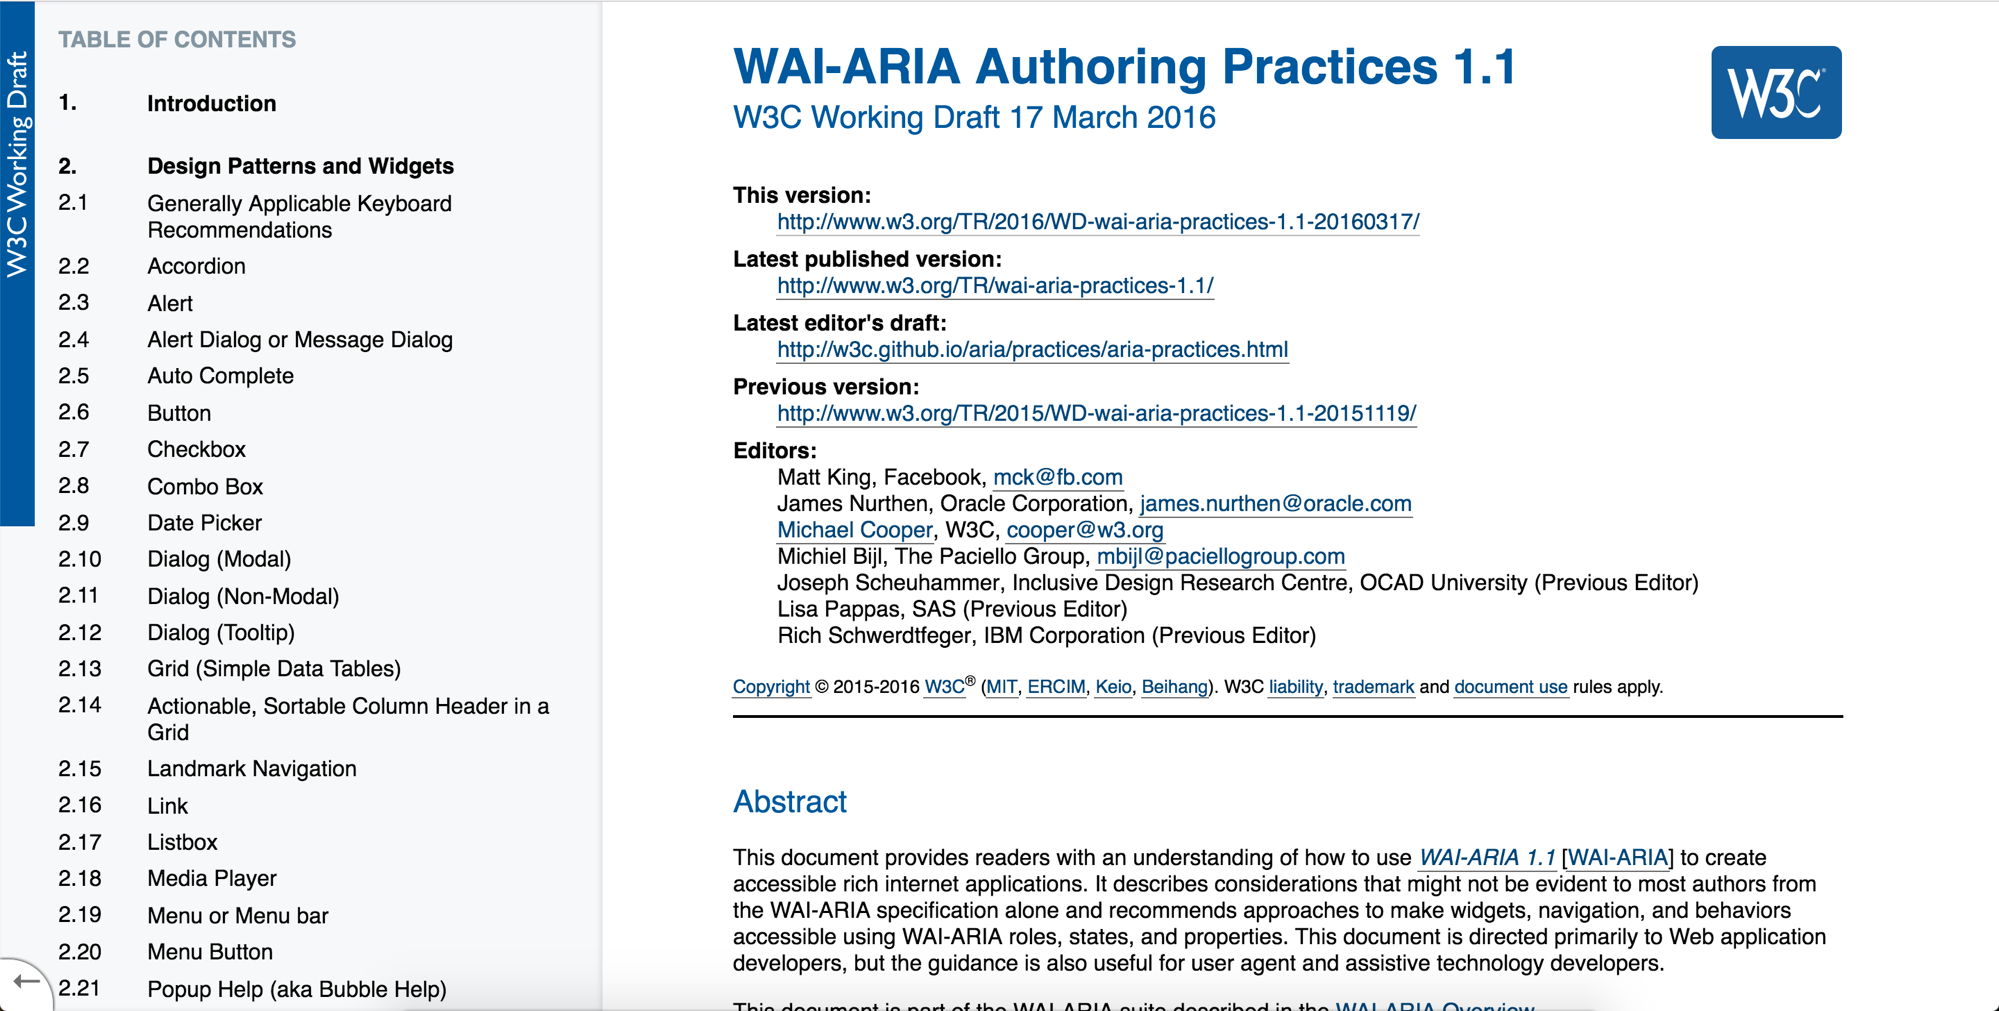 W3C Working Draft
TABLE OF CONTENTS
1. Introduction
2. Design Patterns and Widgets
2.1 Generally Applicable Keyboard
Recommendations
2.2 Accordion
2.3 Alert
2.4 Alert Dialog or Message Dialog
2.5 Auto Complete
2.6 Button
2.7 Checkbox
2.8 Combo Box
2.9 Date Picker
2.10 Dialog (Modal)
2.11 Dialog (Non-Modal)
2.12 Dialog (Tooltip)
2.13 Grid (Simple Data Tables)
2.14 Actionable, Sortable Column Header in a
Grid
2.15 Landmark Navigation
2.16 Link
2.17 Listbox
2.18 Media Player
2.19 Menu or Menu bar
2.20 Menu Button
2.21 Popup Help (aka Bubble Help)
WAI-ARIA Authoring Practices 1.1
W3C Working Draft 17 March 2016
W3C®
This version:
http://www.w3.org/TR/2016/WD-wai-aria-practices-1.1-20160317/
Latest published version:
http://www.w3.org/TR/wai-aria-practices-1.1/
Latest editor's draft:
http://w3c.github.io/aria/practices/aria-practices.html
Previous version:
http://www.w3.org/TR/2015/WD-wai-aria-practices-1.1-20151119/
Editors:
Matt King, Facebook, mck@fb.com
James Nurthen, Oracle Corporation, james.nurthen@oracle.com
Michael Cooper, W3C, cooper@w3.org
Michiel Bijl, The Paciello Group, mbijl@paciellogroup.com
Joseph Scheuhammer, Inclusive Design Research Centre, OCAD University (Previous Editor)
Lisa Pappas, SAS (Previous Editor)
Rich Schwerdtfeger, IBM Corporation (Previous Editor)
Copyright © 2015-2016 W3C® (MIT, ERCIM, Keio, Beihang). W3C liability, trademark and document use rules apply.
Abstract
This document provides readers with an understanding of how to use WAI-ARIA 1.1 [WAI-ARIA] to create
accessible rich internet applications. It describes considerations that might not be evident to most authors from
the WAI-ARIA specification alone and recommends approaches to make widgets, navigation, and behaviors
accessible using WAI-ARIA roles, states, and properties. This document is directed primarily to Web application
developers, but the guidance is also useful for user agent and assistive technology developers.
This document is part of the WAI-ARIA suite described in the WAI-ARIA Overview.